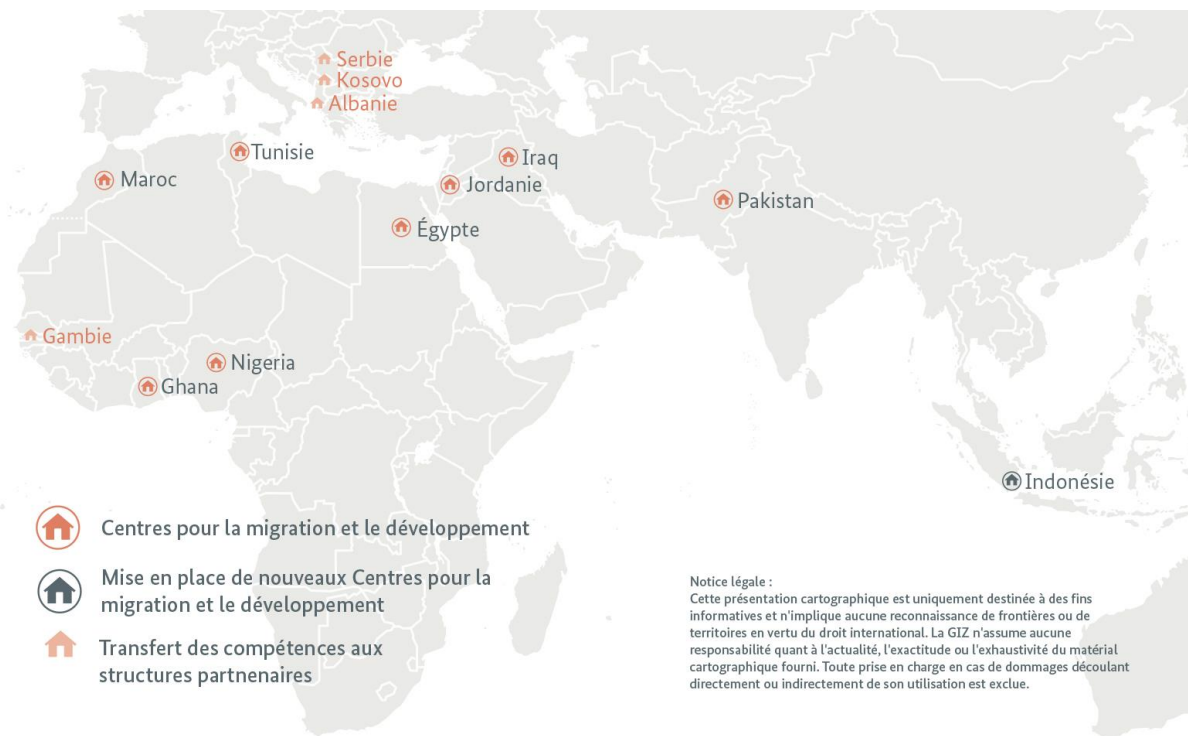 Serbie
Kosovo
Albanie
Tunisie
Iraq
Maroc
Jordanie
Pakistan
Égypte
Gambie
Nigeria
Ghana
Indonésie
Centres pour la migration et le développement
Mise en place de nouveaux Centres pour la
migration et le développement
Transfert des compétences aux
structures partnenaires
Notice légale :
Cette présentation cartographique est uniquement destinée à des fins
informatives et n'implique aucune reconnaissance de frontières ou de
territoires en vertu du droit international. La GIZ n'assume aucune
responsabilité quant à l'actualité, l'exactitude ou l'exhaustivité du matérial
cartographique fourni. Toute prise en charge en cas de dommages découlant
directement ou indirectement de son utilisation est exclue.